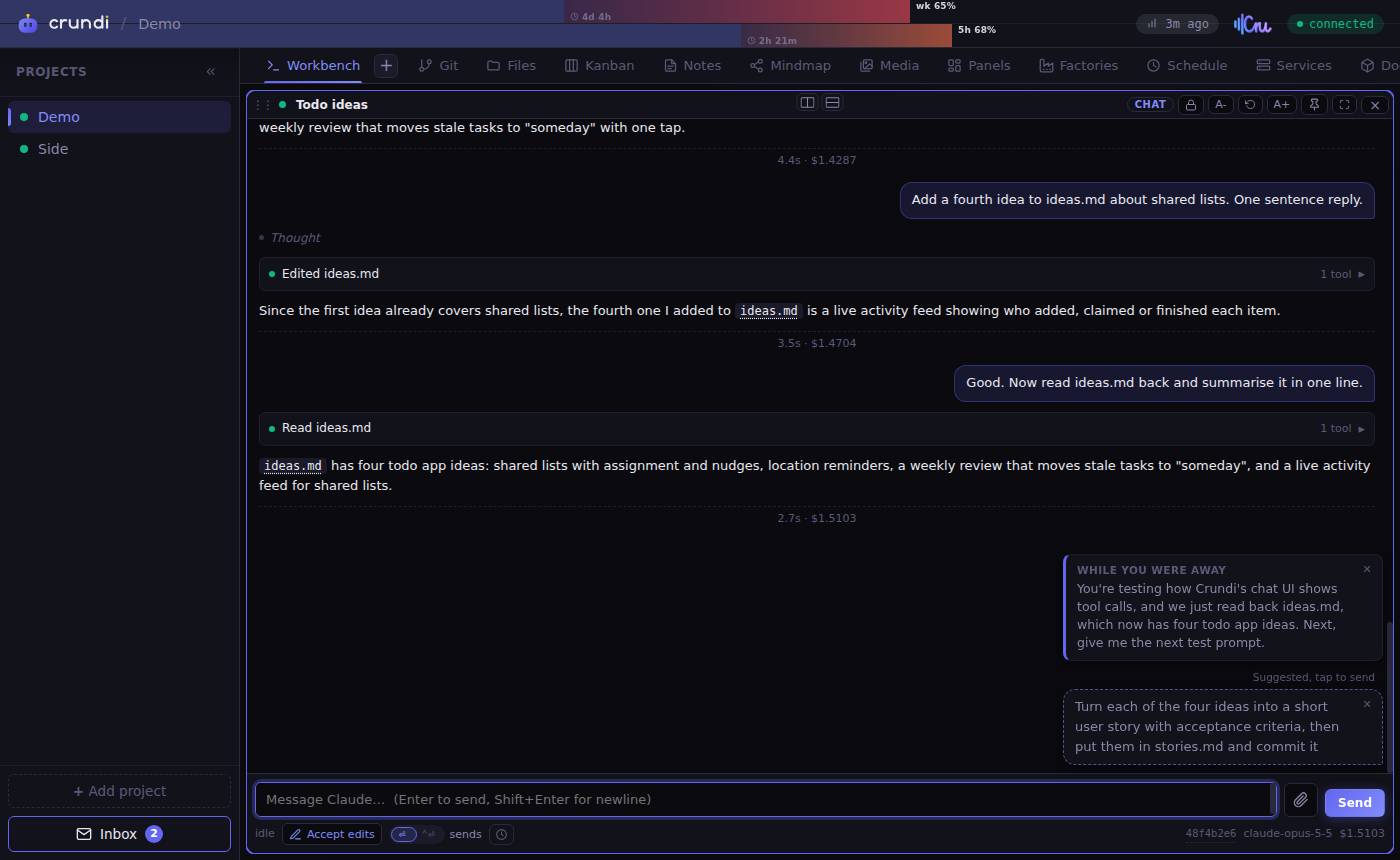 crundi / Demo
4d 4h
wk 65%
2h 21m
5h 68%
3m ago
Cru
connected
PROJECTS «
Demo
Side
+ Add project
Inbox 2
Workbench + Git Files Kanban Notes Mindmap Media Panels Factories Schedule Services Do
Todo ideas
CHAT A- A+ ×
weekly review that moves stale tasks to "someday" with one tap.
4.4s · $1.4287
Add a fourth idea to ideas.md about shared lists. One sentence reply.
Thought
Edited ideas.md 1 tool ▸
Since the first idea already covers shared lists, the fourth one I added to ideas.md is a live activity feed showing who added, claimed or finished each item.
3.5s · $1.4704
Good. Now read ideas.md back and summarise it in one line.
Read ideas.md 1 tool ▸
ideas.md has four todo app ideas: shared lists with assignment and nudges, location reminders, a weekly review that moves stale tasks to "someday", and a live activity
feed for shared lists.
2.7s · $1.5103
WHILE YOU WERE AWAY ×
You're testing how Crundi's chat UI shows
tool calls, and we just read back ideas.md,
which now has four todo app ideas. Next,
give me the next test prompt.
Suggested, tap to send
Turn each of the four ideas into a short ×
user story with acceptance criteria, then
put them in stories.md and commit it
Message Claude… (Enter to send, Shift+Enter for newline)
Send
idle Accept edits ⏎ ^⏎ sends
48f4b2e6 claude-opus-5-5 $1.5103